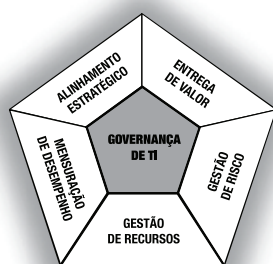 ALINHAMENTO
ESTRATÉGICO
ENTREGA
DE VALOR
MENSURAÇÃO
DE DESEMPENHO
GOVERNANÇA
DE TI
GESTÃO
DE RISCO
GESTÃO
DE RECURSOS